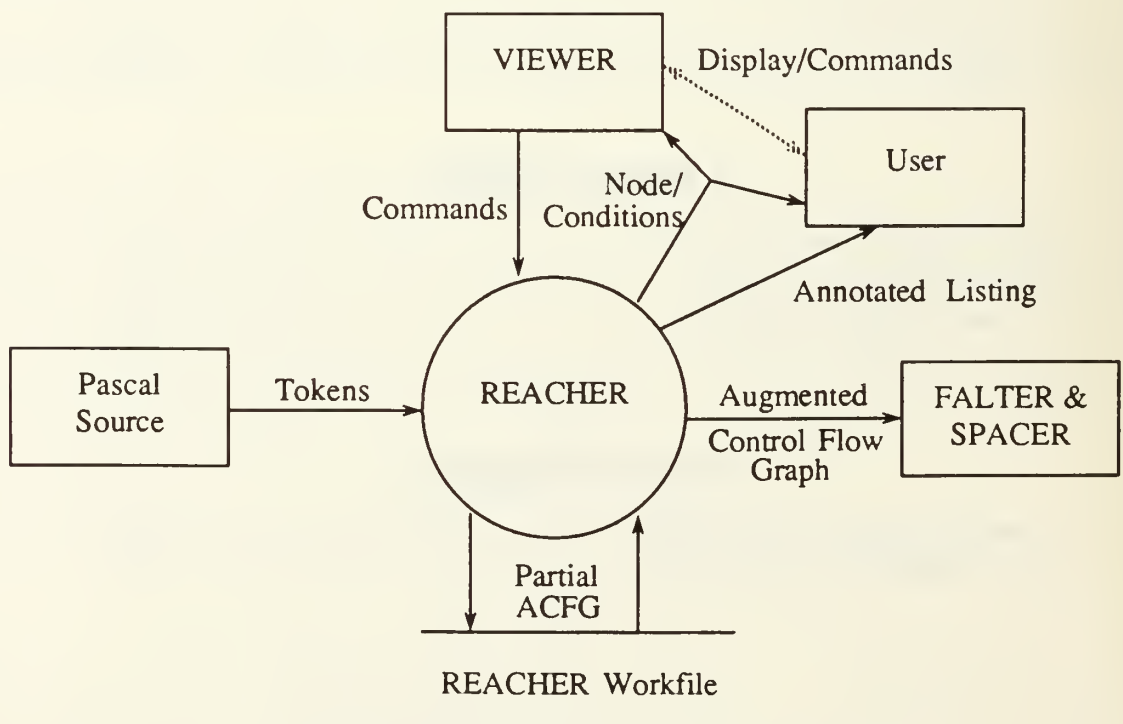 VIEWER
Display/Commands
User
Commands
Node/
Conditions
Annotated Listing
Pascal
Source
Tokens
REACHER
Augmented
Control Flow
Graph
FALTER &
SPACER
Partial
ACFG
REACHER Workfile